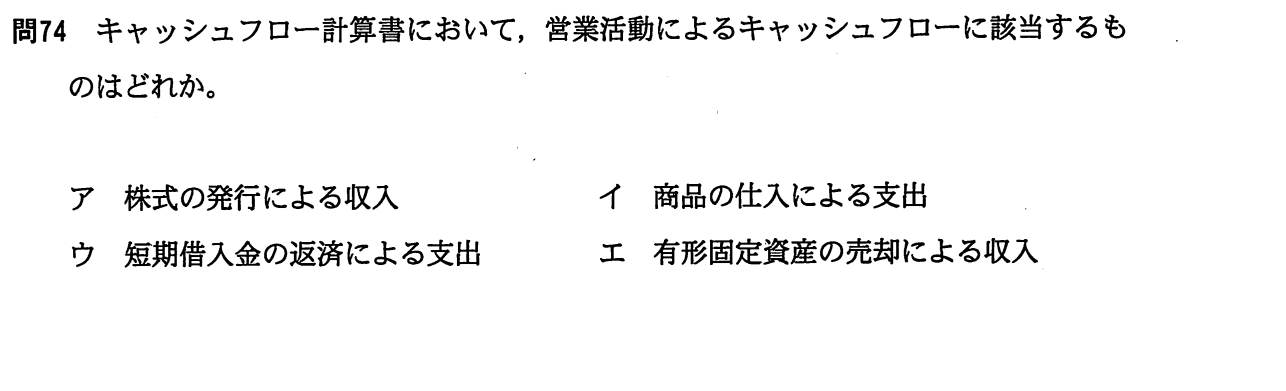 問74 キャッシュフロー計算書において，営業活動によるキャッシュフローに該当するも
のはどれか。
ア 株式の発行による収入 イ 商品の仕入による支出
ウ 短期借入金の返済による支出 エ 有形固定資産の売却による収入